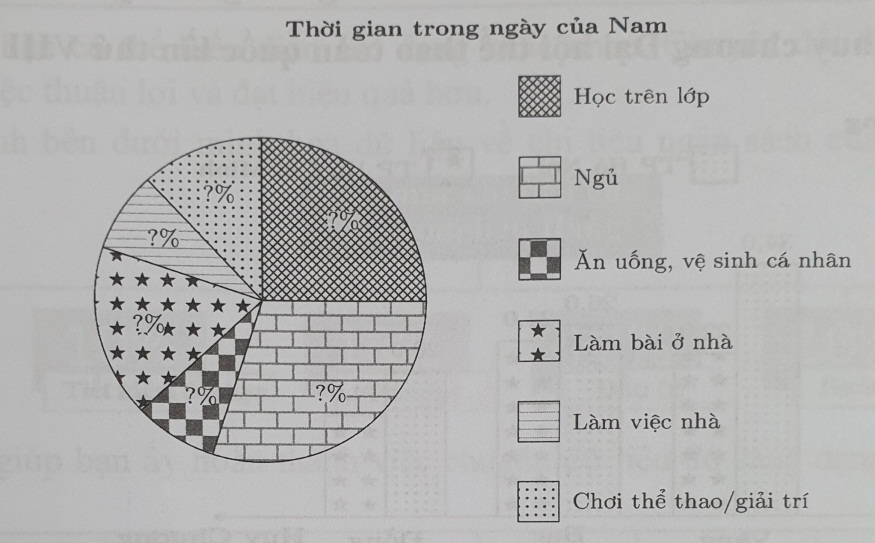 Thời gian trong ngày của Nam
Học trên lớp
Ngủ
Ăn uống, vệ sinh cá nhân
Làm bài ở nhà
Làm việc nhà
Chơi thể thao/giải trí
?%
?%
?%
?%
?%
?%